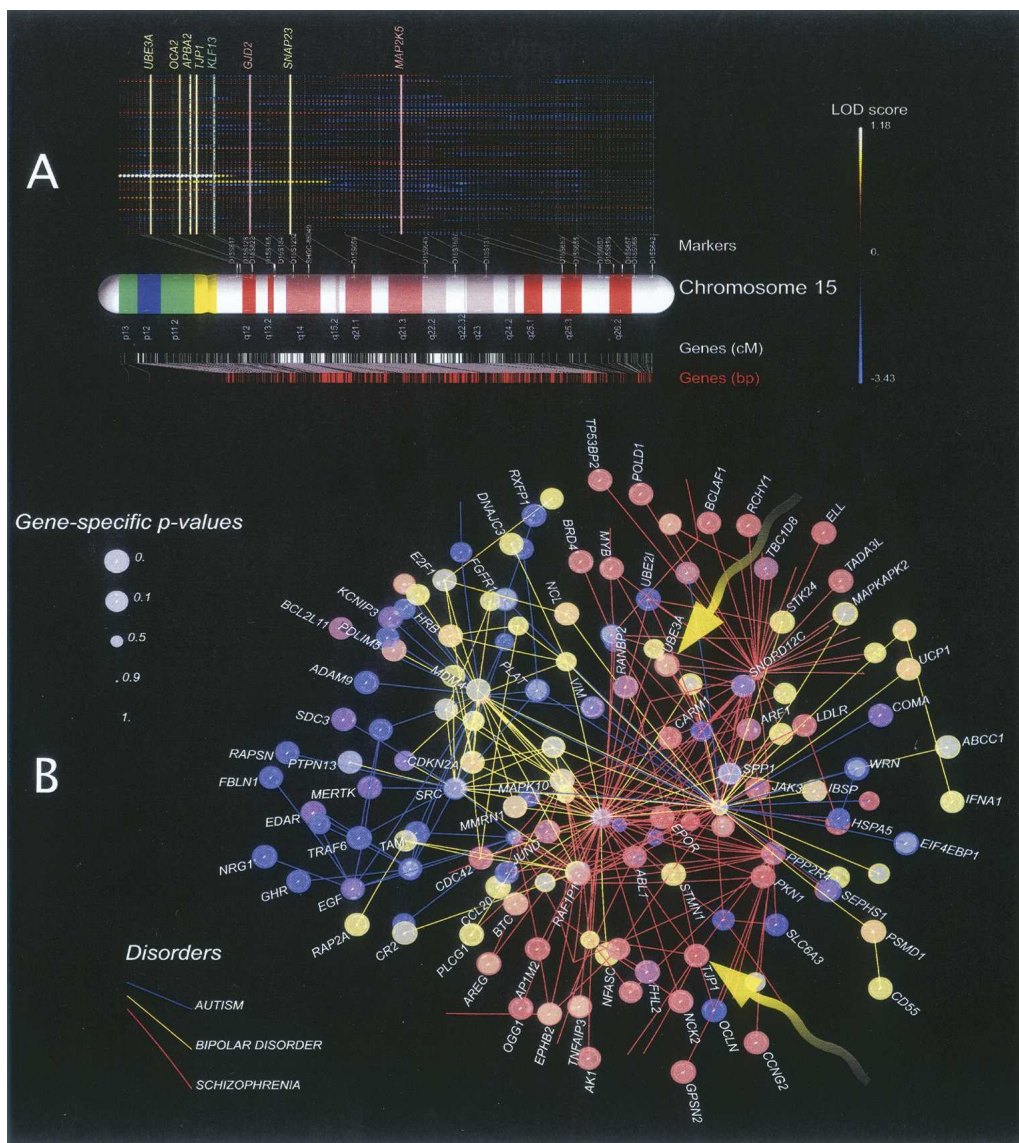 A
UBE3A
OCA2
APBA2
TJP1
KLF13
GJD2
SNAP23
MAP2K5
LOD score
1.18
0.
-3.43
Markers
Chromosome 15
p13
p12
p11.2
q12
q13.2
q14
q15.2
q21.1
q21.3
q22.2
q22.32
q23
q24.2
q25.1
q25.3
q26.2
Genes (cM)
Genes (bp)
B
Gene-specific p-values
0.
0.1
0.5
0.9
1.
TP53BP2
POLD1
BCLAF1
RCHY1
TBC1D8
ELL
TADA3L
MAPKAPK2
STK24
RXFP1
DNAJC3
BRD4
MYB
UBE2I
E2F1
EGFR1
NCL
UBE3A
SNORD12C
KCNIP3
BCL2L11
PDLIM5
HRB
RANBP2
UCP1
MDM4
VIM
ADAM9
CARM1
ARF1
LDLR
COMA
SDC3
ABCC1
RAPSN
PTPN13
CDKN2A
SPP1
WRN
FBLN1
MERTK
SRC
MAPK10
JAK3
IBSP
IFNA1
EDAR
MMRN1
EPOR
HSPA5
NRG1
TRAF6
TAM
JUND
EIF4EBP1
GHR
EGF
CDC42
ABL1
SEPHS1
RAF1P1
STMN1
PKN1
RAP2A
CCL20
BTC
SLC6A3
PSMD1
CR2
PLCG1
NFASC
TJP1
CD55
AREG
AP1M2
FHL2
OGG1
EPHB2
TNFAIP3
NCK2
OCLN
AK1
CCNG2
GPSN2
Disorders
AUTISM
BIPOLAR DISORDER
SCHIZOPHRENIA